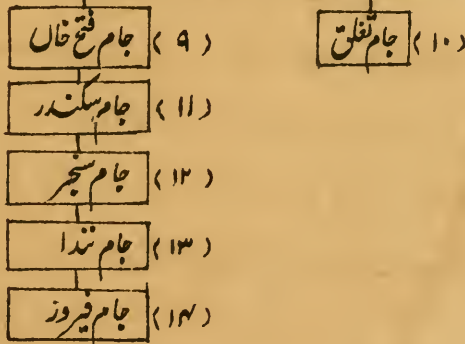 (۹) جام فتح خاں
(۱۰) جام تغلق
(۱۱) جام سکندر
(۱۲) جام سنجر
(۱۳) جام نندا
(۱۴) جام فیروز